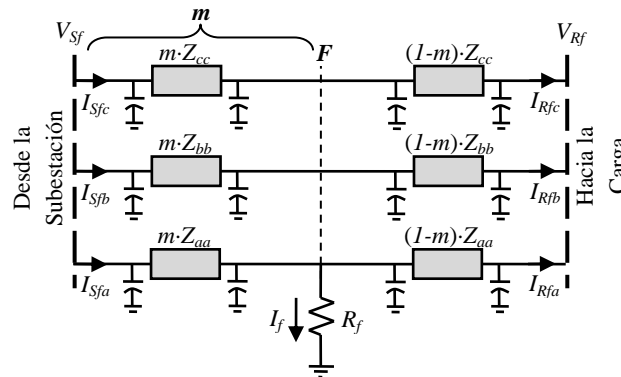 m
V_Sf
F
V_Rf
m·Z_cc
(1-m)·Z_cc
I_Sfc
I_Rfc
Desde la
Subestación
m·Z_bb
(1-m)·Z_bb
I_Sfb
I_Rfb
Hacia la
Carga
m·Z_aa
(1-m)·Z_aa
I_Sfa
I_Rfa
I_f
R_f